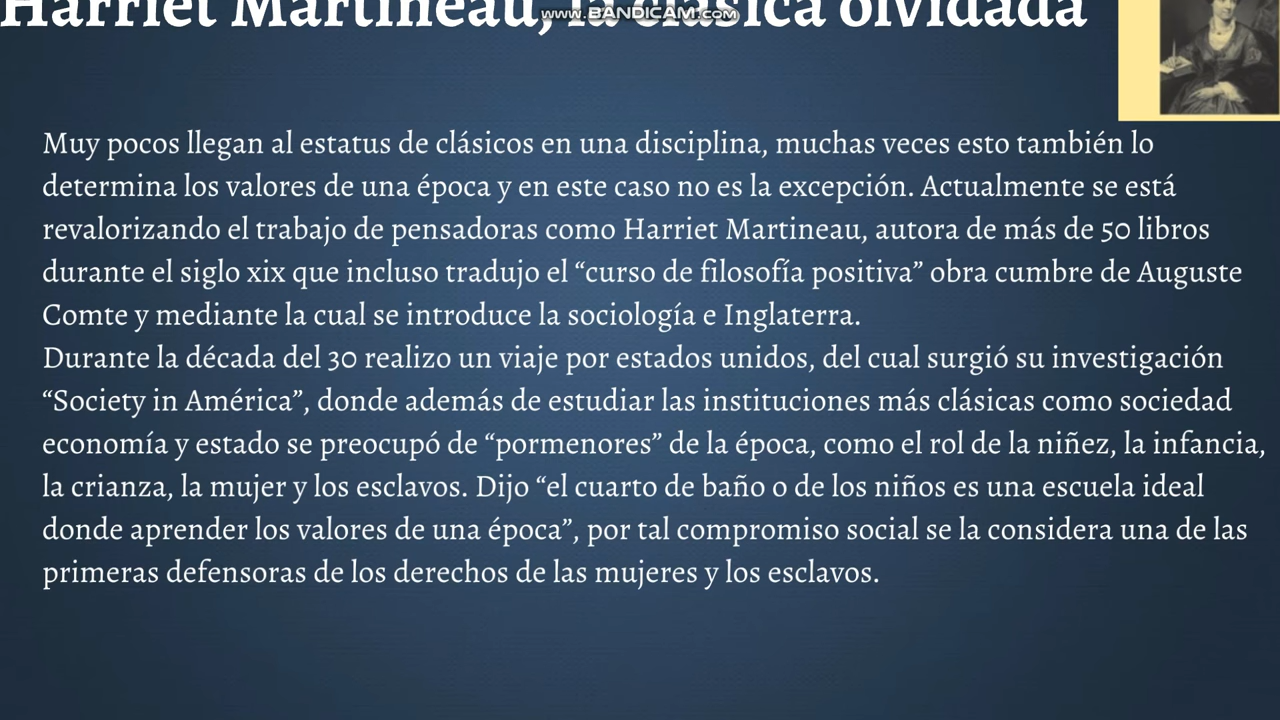 Harriet Martineau, la clásica olvidada
WWW.BANDICAM.COM
Muy pocos llegan al estatus de clásicos en una disciplina, muchas veces esto también lo
determina los valores de una época y en este caso no es la excepción. Actualmente se está
revalorizando el trabajo de pensadoras como Harriet Martineau, autora de más de 50 libros
durante el siglo xix que incluso tradujo el “curso de filosofía positiva” obra cumbre de Auguste
Comte y mediante la cual se introduce la sociología e Inglaterra.
Durante la década del 30 realizo un viaje por estados unidos, del cual surgió su investigación
“Society in América”, donde además de estudiar las instituciones más clásicas como sociedad
economía y estado se preocupó de “pormenores” de la época, como el rol de la niñez, la infancia,
la crianza, la mujer y los esclavos. Dijo “el cuarto de baño o de los niños es una escuela ideal
donde aprender los valores de una época”, por tal compromiso social se la considera una de las
primeras defensoras de los derechos de las mujeres y los esclavos.